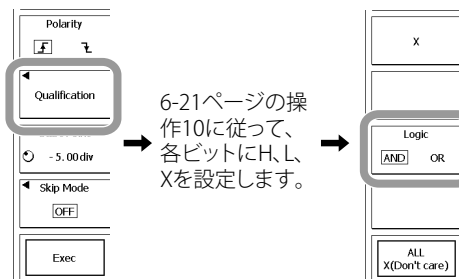 Polarity
Qualification
- 5.00div
Skip Mode
OFF
Exec
6-21ページの操
作10に従って、
各ビットにH、L、
Xを設定します。
X
Logic
AND OR
ALL
X(Don't care)